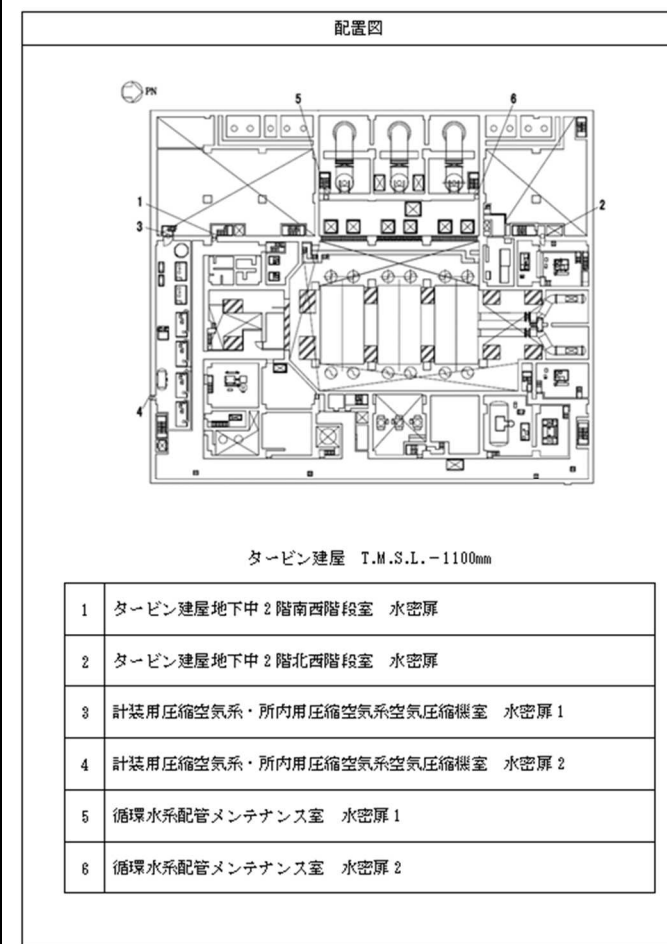 配置図
PN
5
6
1
2
3
4
タービン建屋 T.M.S.L.-1100mm
1 タービン建屋地下中2階南西階段室 水密扉
2 タービン建屋地下中2階北西階段室 水密扉
3 計装用圧縮空気系・所内用圧縮空気系空気圧縮機室 水密扉1
4 計装用圧縮空気系・所内用圧縮空気系空気圧縮機室 水密扉2
5 循環水系配管メンテナンス室 水密扉1
6 循環水系配管メンテナンス室 水密扉2